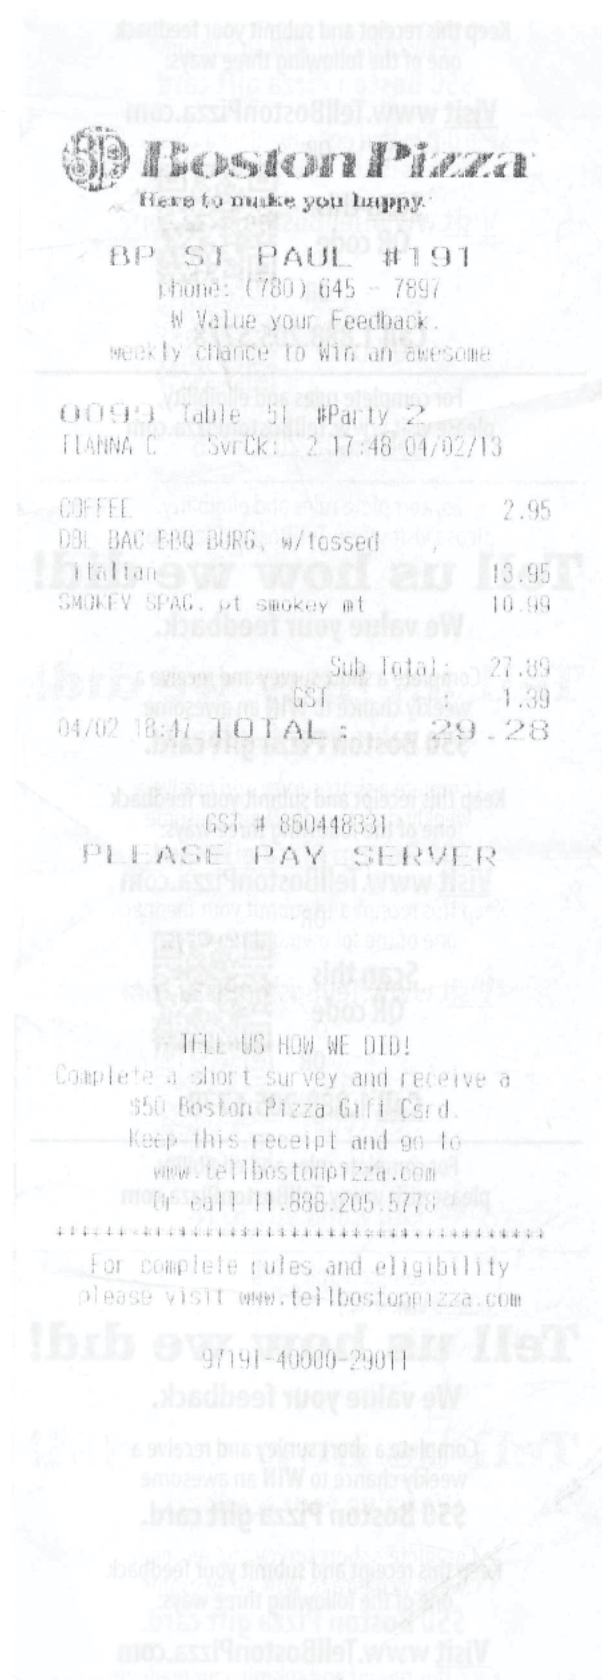 Boston Pizza
Here to make you happy.
BP ST PAUL #191
phone: (780) 645 - 7897
W Value your Feedback.
weekly chance to Win an awesome
0099 Table 51 #Party 2
SvrCk: 2 17:48 04/02/13
COFFEE 2.95
DBL BAC BBQ BURG, w/tossed ,
italian 13.95
SMOKEY SPAG, pt smokey mt 10.99
Sub Total: 27.89
GST : 1.39
04/02 18:47 TOTAL: 29.28
GST # 860448331
PLEASE PAY SERVER
TELL US HOW WE DID!
Complete a short survey and receive a
$50 Boston Pizza Gift Csrd.
Keep this receipt and go to
www.tellbostonpizza.com
Or call 11.888.205.5778
****************************************
For complete rules and eligibility
please visit www.tellbostonpizza.com
97191-40000-29011